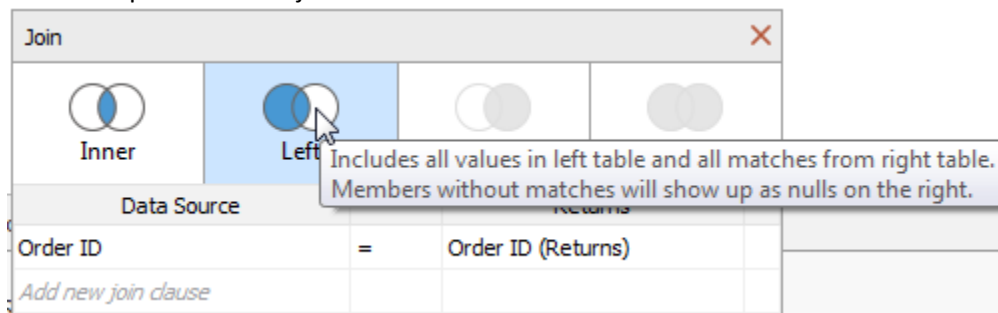 Join
Inner
Left
Includes all values in left table and all matches from right table.
Members without matches will show up as nulls on the right.
Data Source
Returns
Order ID = Order ID (Returns)
Add new join clause